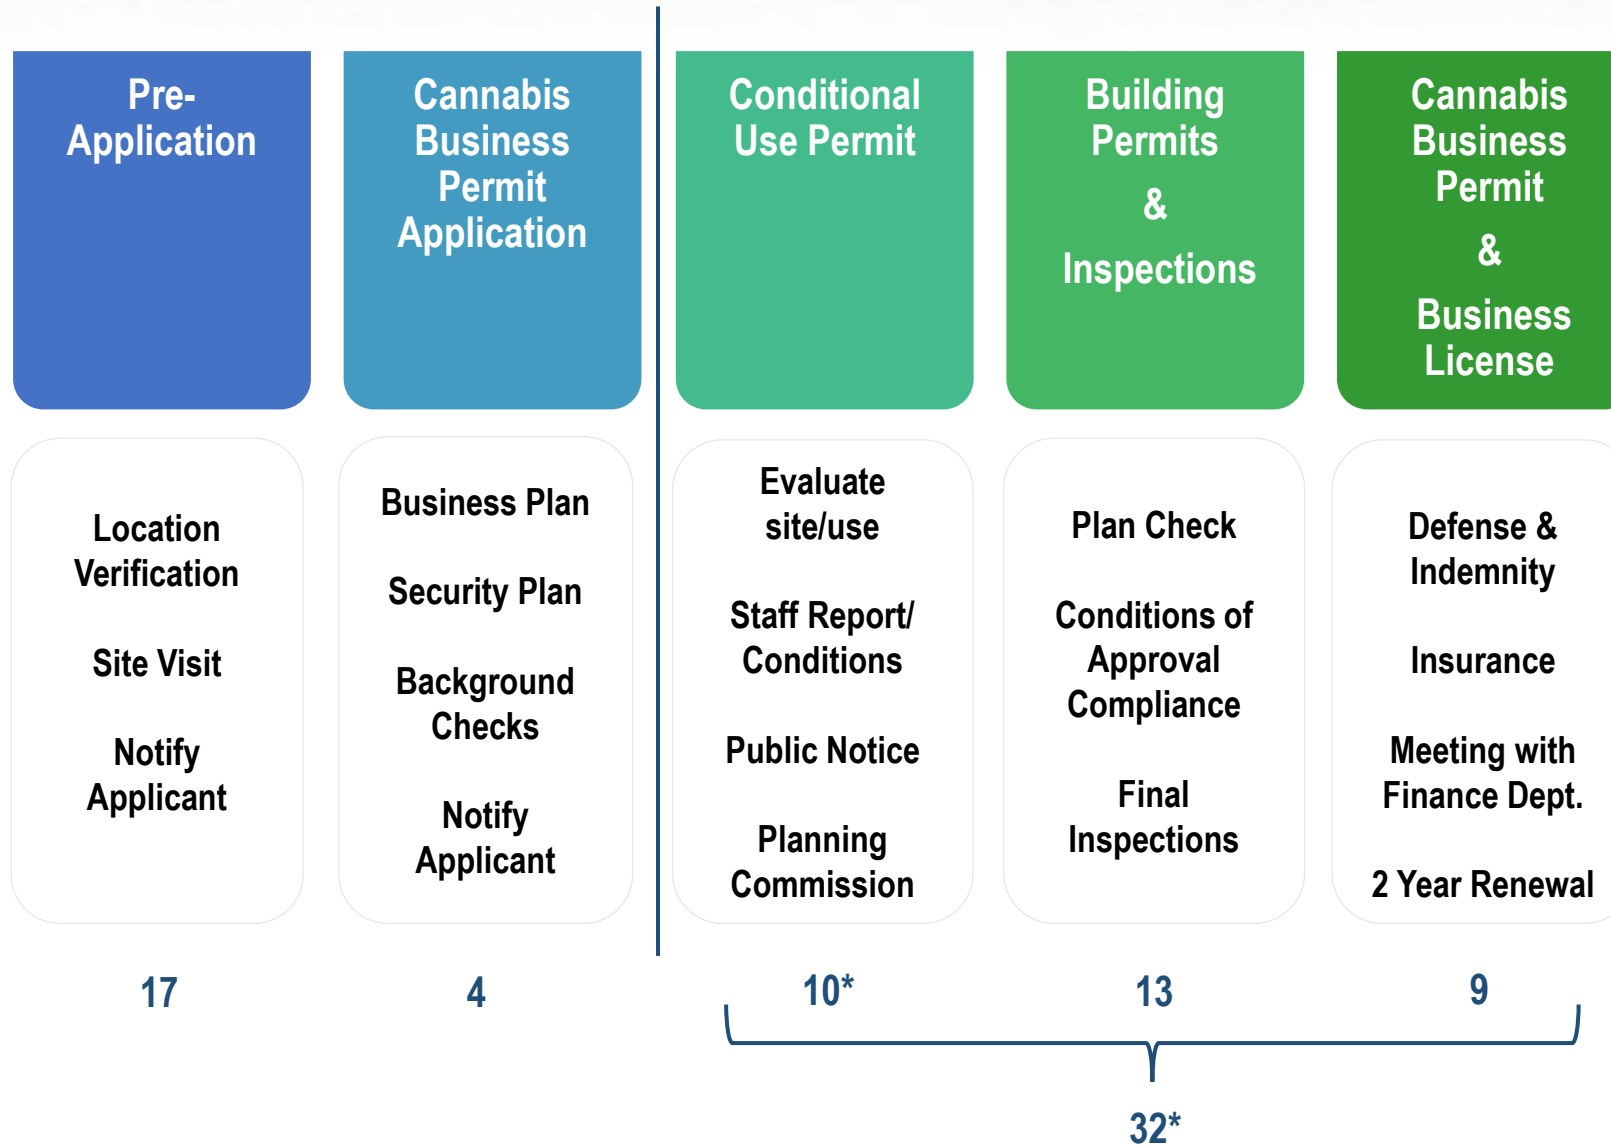 Pre-
Application
Cannabis
Business
Permit
Application
Conditional
Use Permit
Building
Permits
&
Inspections
Cannabis
Business
Permit
&
Business
License
Location
Verification
Site Visit
Notify
Applicant
Business Plan
Security Plan
Background
Checks
Notify
Applicant
Evaluate
site/use
Staff Report/
Conditions
Public Notice
Planning
Commission
Plan Check
Conditions of
Approval
Compliance
Final
Inspections
Defense &
Indemnity
Insurance
Meeting with
Finance Dept.
2 Year Renewal
17
4
10*
13
9
32*